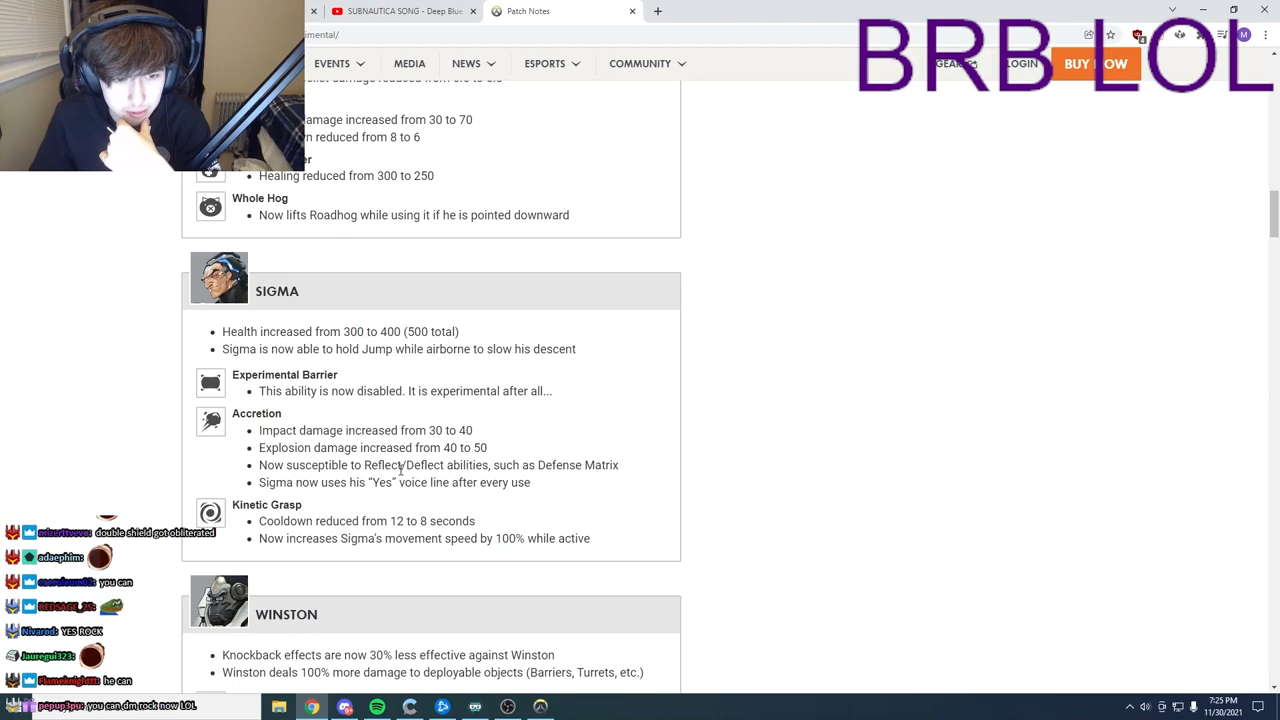 SUBNAUTICA SONG - Deep Blue
Patch Notes
imental/
BRB LOL
EVENTS
MEDIA
NEWS
ESPORTS
COMMUNITY
LOGIN
BUY NOW
amage increased from 30 to 70
n reduced from 8 to 6
er
Healing reduced from 300 to 250
Whole Hog
Now lifts Roadhog while using it if he is pointed downward
SIGMA
Health increased from 300 to 400 (500 total)
Sigma is now able to hold Jump while airborne to slow his descent
Experimental Barrier
This ability is now disabled. It is experimental after all...
Accretion
Impact damage increased from 30 to 40
Explosion damage increased from 40 to 50
Now susceptible to Reflect/Deflect abilities, such as Defense Matrix
Sigma now uses his “Yes” voice line after every use
Kinetic Grasp
Cooldown reduced from 12 to 8 seconds
Now increases Sigma's movement speed by 100% while active
WINSTON
Knockback effects are now 30% less effective against Winston
Winston deals 100% more damage to deployable objects (Barriers, Turrets, etc.)
double shield got obliterated
adaephim:
you can
REDSAGE_25:
Nivarod: YES ROCK
Jauregui323:
Flameknighttt: he can
pepup3pu: you can dm rock now LOL
7:25 PM
11/30/2021